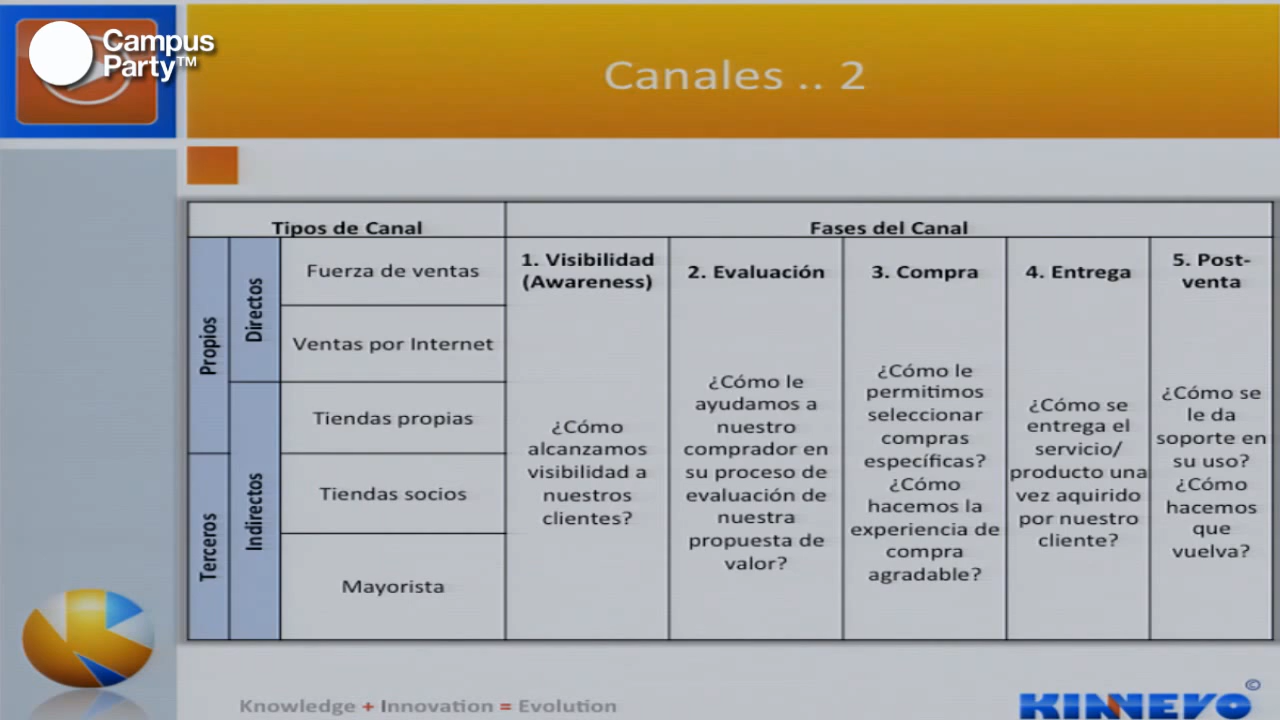 Campus
Party™
Canales .. 2
Tipos de Canal
Fases del Canal
Propios
Terceros
Directos
Indirectos
Fuerza de ventas
Ventas por Internet
Tiendas propias
Tiendas socios
Mayorista
1. Visibilidad
(Awareness)
¿Cómo
alcanzamos
visibilidad a
nuestros
clientes?
2. Evaluación
¿Cómo le
ayudamos a
nuestro
comprador en
su proceso de
evaluación de
nuestra
propuesta de
valor?
3. Compra
¿Cómo le
permitimos
seleccionar
compras
específicas?
¿Cómo
hacemos la
experiencia de
compra
agradable?
4. Entrega
¿Cómo se
entrega el
servicio/
producto una
vez aquirido
por nuestro
cliente?
5. Post-
venta
¿Cómo se
le da
soporte en
su uso?
¿Cómo
hacemos
que
vuelva?
Knowledge + Innovation = Evolution
KINNEVO ©